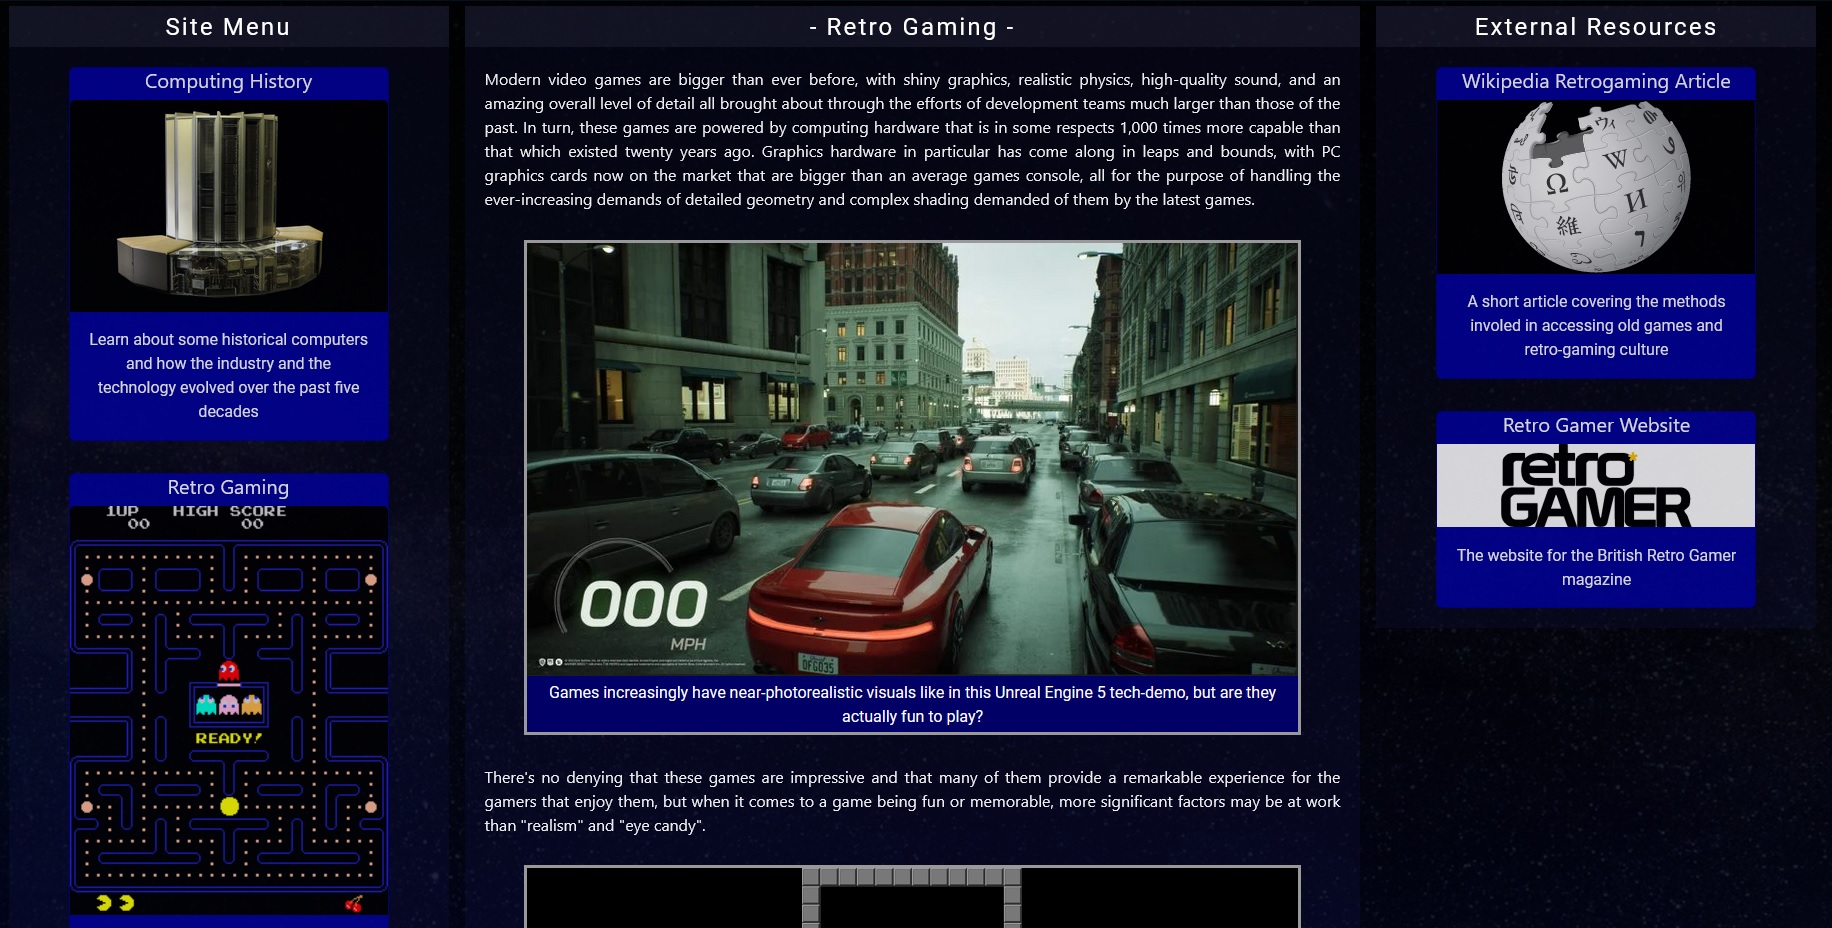 Site Menu
Computing History
Learn about some historical computers
and how the industry and the
technology evolved over the past five
decades
Retro Gaming
1UP HIGH SCORE
00 00
READY!
- Retro Gaming -
Modern video games are bigger than ever before, with shiny graphics, realistic physics, high-quality sound, and an
amazing overall level of detail all brought about through the efforts of development teams much larger than those of the
past. In turn, these games are powered by computing hardware that is in some respects 1,000 times more capable than
that which existed twenty years ago. Graphics hardware in particular has come along in leaps and bounds, with PC
graphics cards now on the market that are bigger than an average games console, all for the purpose of handling the
ever-increasing demands of detailed geometry and complex shading demanded of them by the latest games.
000
MPH
Games increasingly have near-photorealistic visuals like in this Unreal Engine 5 tech-demo, but are they
actually fun to play?
There's no denying that these games are impressive and that many of them provide a remarkable experience for the
gamers that enjoy them, but when it comes to a game being fun or memorable, more significant factors may be at work
than "realism" and "eye candy".
External Resources
Wikipedia Retrogaming Article
Ω
W
И
維
ウィ
A short article covering the methods
involed in accessing old games and
retro-gaming culture
Retro Gamer Website
retro
GAMER
The website for the British Retro Gamer
magazine